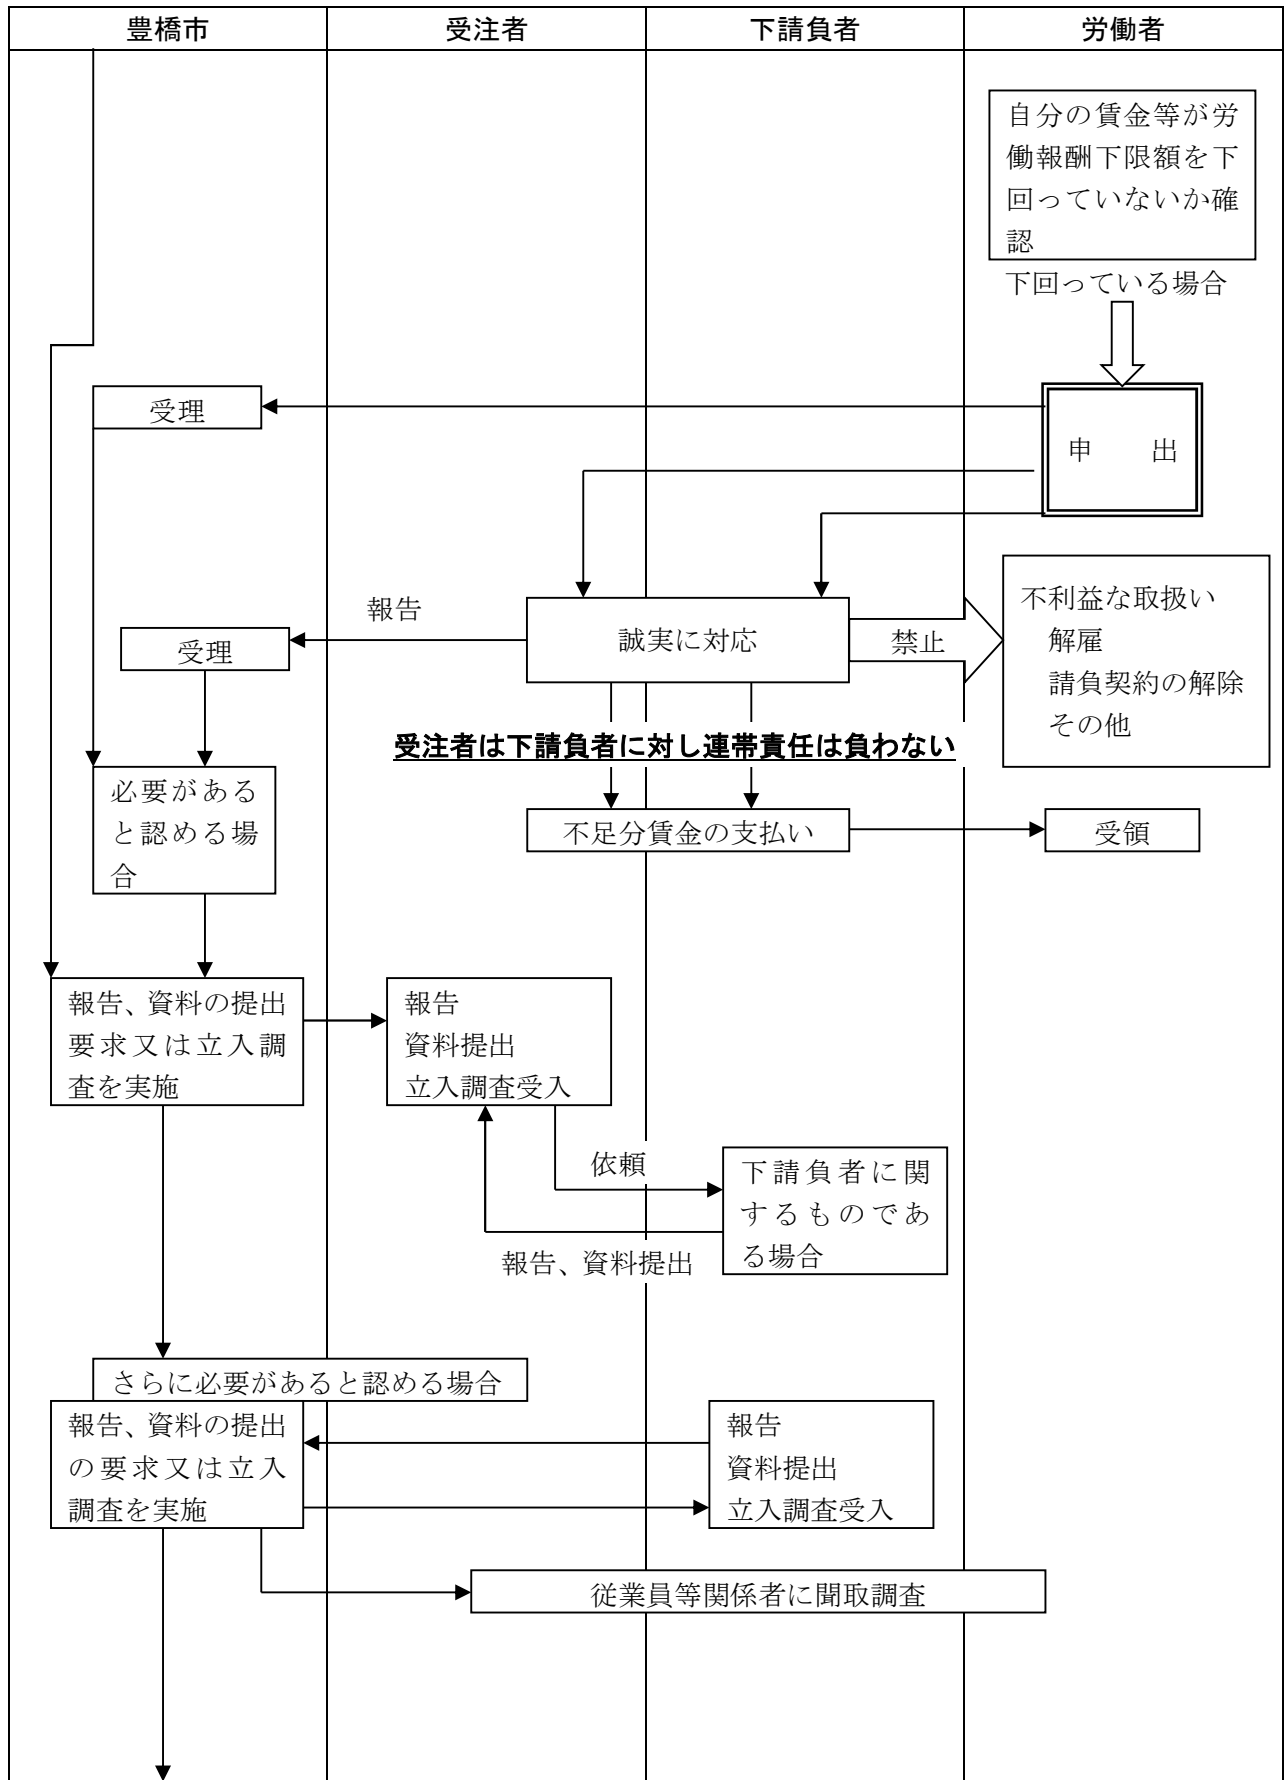 豊橋市
受注者
下請負者
労働者
自分の賃金等が労
働報酬下限額を下
回っていないか確
認
下回っている場合
受理
申　　出
報告
受理
誠実に対応
禁止
不利益な取扱い
解雇
請負契約の解除
その他
受注者は下請負者に対し連帯責任は負わない
必要がある
と認める場
合
不足分賃金の支払い
受領
報告、資料の提出
要求又は立入調
査を実施
報告
資料提出
立入調査受入
依頼
下請負者に関
するものであ
る場合
報告、資料提出
さらに必要があると認める場合
報告、資料の提出
の要求又は立入
調査を実施
報告
資料提出
立入調査受入
従業員等関係者に聞取調査